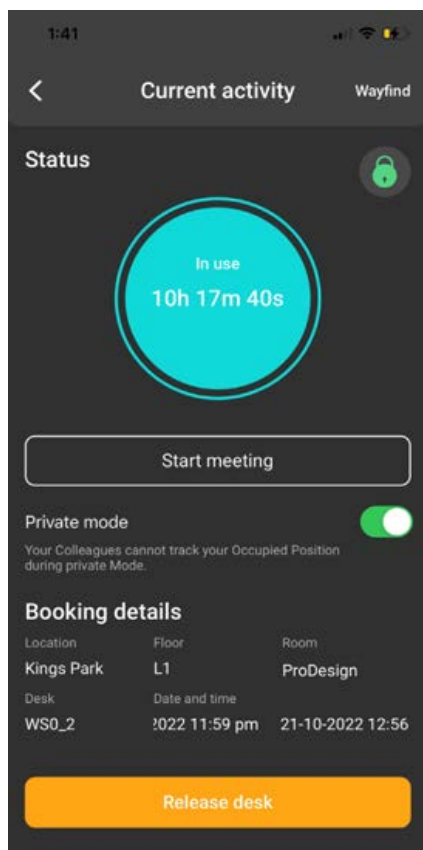 1:41
Current activity
Wayfind
Status
In use
10h 17m 40s
Start meeting
Private mode
Your Colleagues cannot track your Occupied Position
during private Mode.
Booking details
Location Floor Room
Kings Park L1 ProDesign
Desk Date and time
WS0_2 2022 11:59 pm 21-10-2022 12:56
Release desk